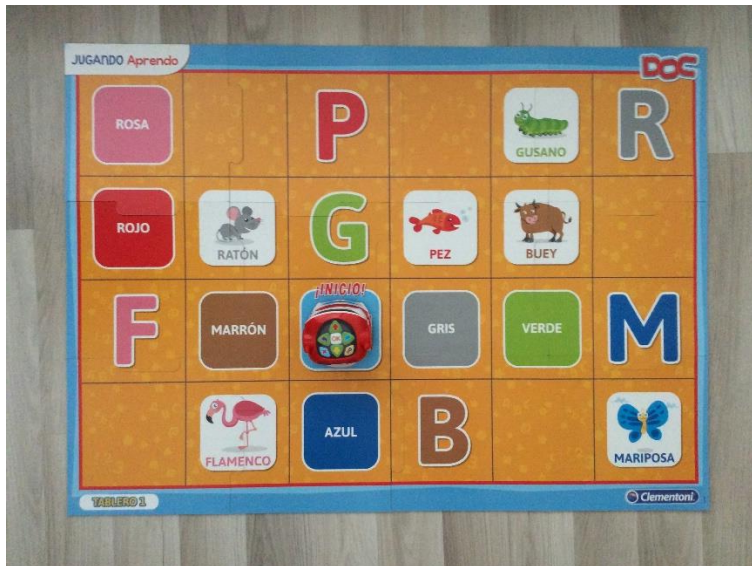 JUGANDO Aprendo
DOC
ROSA
P
GUSANO
R
ROJO
RATÓN
G
PEZ
BUEY
F
MARRÓN
¡INICIO!
OK
GRIS
VERDE
M
FLAMENCO
AZUL
B
MARIPOSA
TABLERO 1
Clementoni